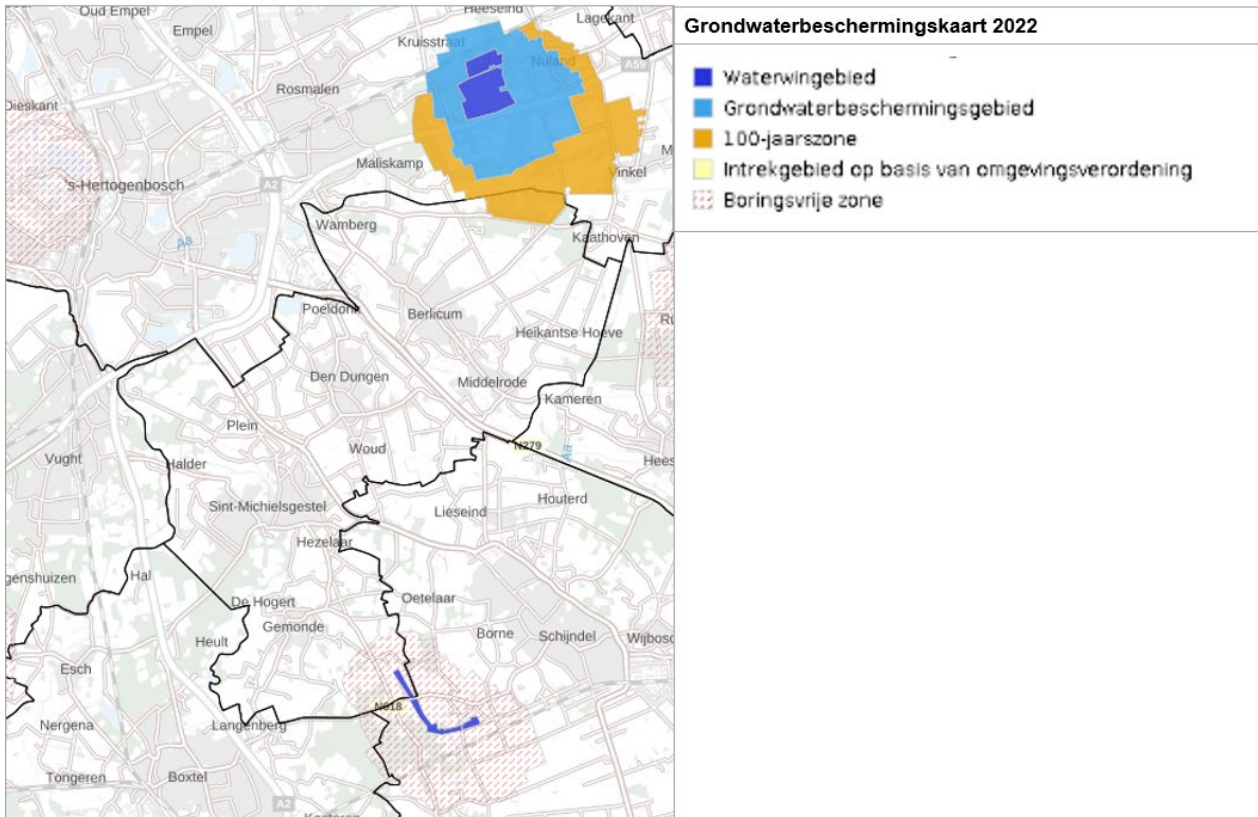 Oud Empel
Heeseind
Lagekant
Empel
Kruisstraat
Nuland
A59
Rosmalen
Dieskant
Maliskamp
Vinkel
's-Hertogenbosch
A2
Wamberg
Aa
Kaathoven
Poeldonk
Berlicum
Heikantse Hoeve
Den Dungen
Middelrode
Kameren
Plein
Woud
N279
Aa
Vught
Halder
Hees
Sint-Michielsgestel
Lieseind
Houterd
Hezelaar
genshuizen
Hal
De Hogert
Oetelaar
Gemonde
Heult
Borne
Schijndel
Wijbosc
Esch
N618
Nergena
Langenberg
Tongeren
Boxtel
A2
Grondwaterbeschermingskaart 2022
Waterwingebied
Grondwaterbeschermingsgebied
100-jaarszone
Intrekgebied op basis van omgevingsverordening
Boringsvrije zone